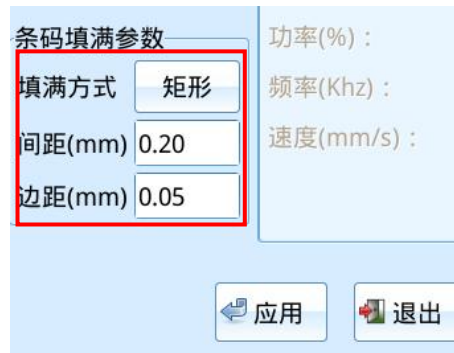 条码填满参数
填满方式 矩形
间距(mm) 0.20
边距(mm) 0.05
功率(%)：
频率(Khz)：
速度(mm/s)：
应用 退出